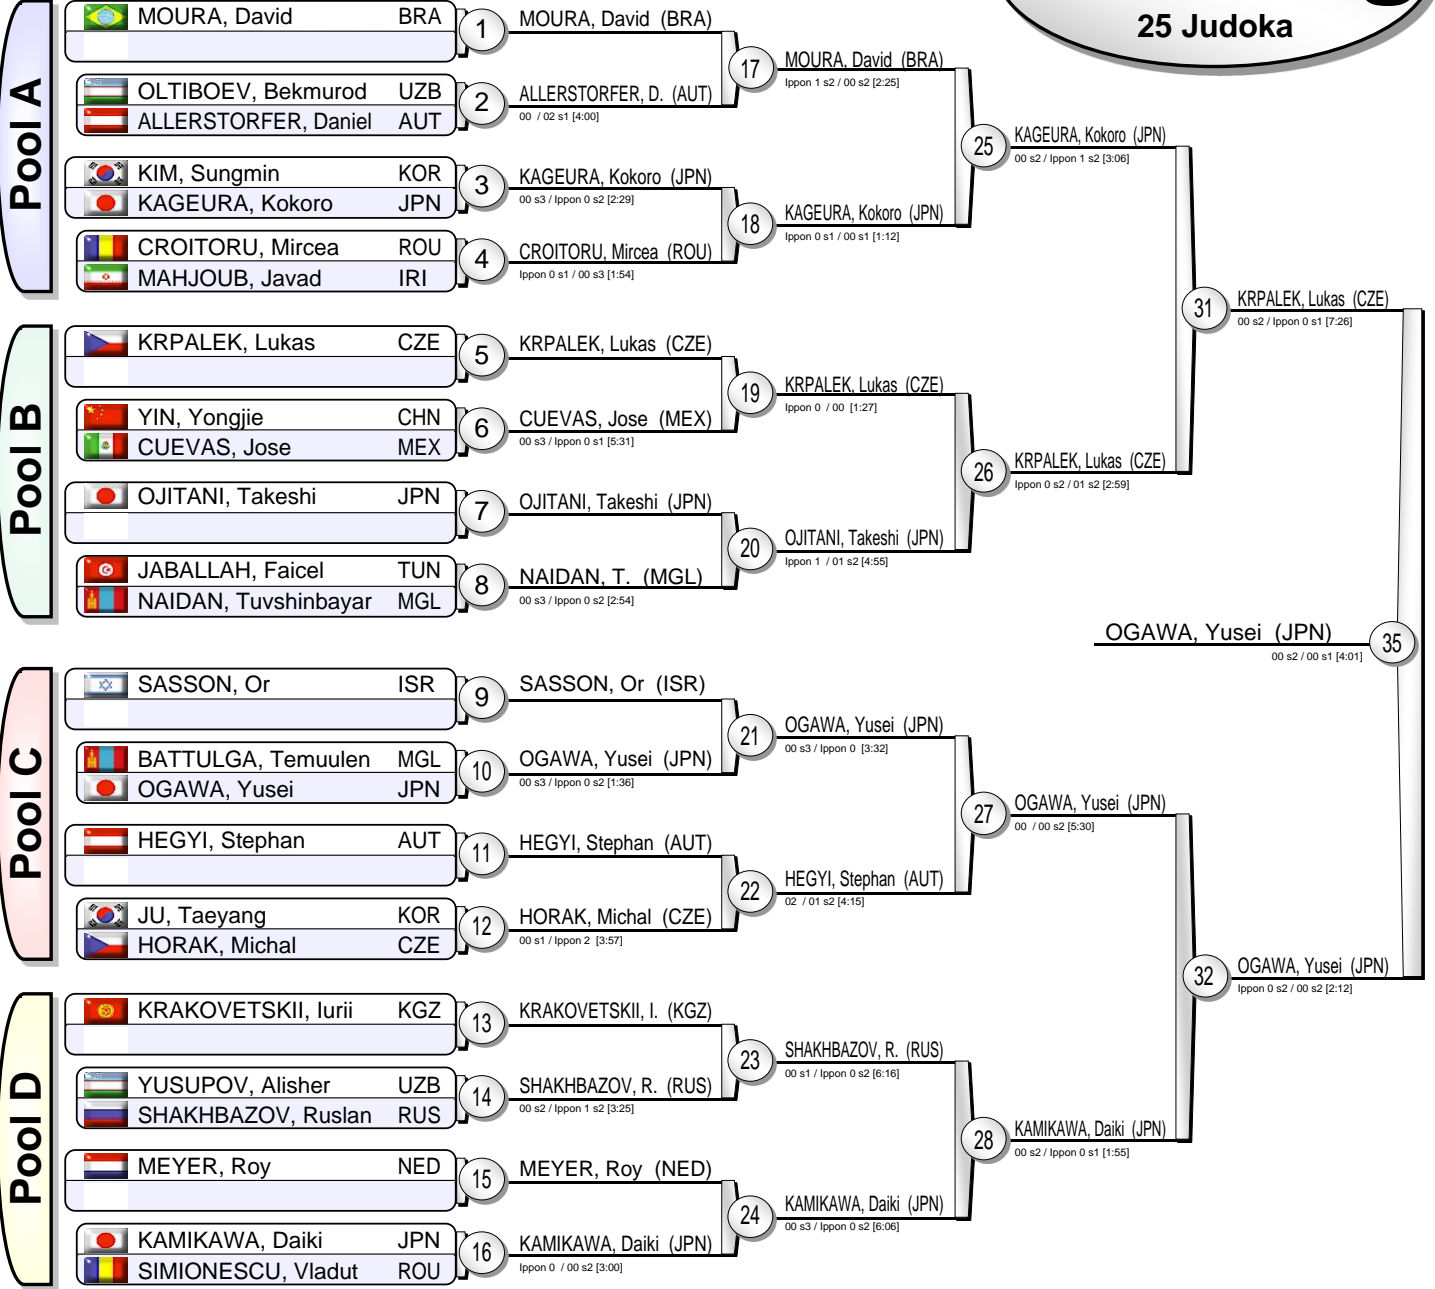 25 Judoka
Pool A
MOURA, David BRA
OLTIBOEV, Bekmurod UZB
ALLERSTORFER, Daniel AUT
KIM, Sungmin KOR
KAGEURA, Kokoro JPN
CROITORU, Mircea ROU
MAHJOUB, Javad IRI
Pool B
KRPALEK, Lukas CZE
YIN, Yongjie CHN
CUEVAS, Jose MEX
OJITANI, Takeshi JPN
JABALLAH, Faicel TUN
NAIDAN, Tuvshinbayar MGL
Pool C
SASSON, Or ISR
BATTULGA, Temuulen MGL
OGAWA, Yusei JPN
HEGYI, Stephan AUT
JU, Taeyang KOR
HORAK, Michal CZE
Pool D
KRAKOVETSKII, Iurii KGZ
YUSUPOV, Alisher UZB
SHAKHBAZOV, Ruslan RUS
MEYER, Roy NED
KAMIKAWA, Daiki JPN
SIMIONESCU, Vladut ROU
1
MOURA, David (BRA)
2
ALLERSTORFER, D. (AUT)
00 / 02 s1 [4:00]
3
KAGEURA, Kokoro (JPN)
00 s3 / Ippon 0 s2 [2:29]
4
CROITORU, Mircea (ROU)
Ippon 0 s1 / 00 s3 [1:54]
5
KRPALEK, Lukas (CZE)
6
CUEVAS, Jose (MEX)
00 s3 / Ippon 0 s1 [5:31]
7
OJITANI, Takeshi (JPN)
8
NAIDAN, T. (MGL)
00 s3 / Ippon 0 s2 [2:54]
9
SASSON, Or (ISR)
10
OGAWA, Yusei (JPN)
00 s3 / Ippon 0 s2 [1:36]
11
HEGYI, Stephan (AUT)
12
HORAK, Michal (CZE)
00 s1 / Ippon 2 [3:57]
13
KRAKOVETSKII, I. (KGZ)
14
SHAKHBAZOV, R. (RUS)
00 s2 / Ippon 1 s2 [3:25]
15
MEYER, Roy (NED)
16
KAMIKAWA, Daiki (JPN)
Ippon 0 / 00 s2 [3:00]
17
MOURA, David (BRA)
Ippon 1 s2 / 00 s2 [2:25]
18
KAGEURA, Kokoro (JPN)
Ippon 0 s1 / 00 s1 [1:12]
19
KRPALEK, Lukas (CZE)
Ippon 0 / 00 [1:27]
20
OJITANI, Takeshi (JPN)
Ippon 1 / 01 s2 [4:55]
21
OGAWA, Yusei (JPN)
00 s3 / Ippon 0 [3:32]
22
HEGYI, Stephan (AUT)
02 / 01 s2 [4:15]
23
SHAKHBAZOV, R. (RUS)
00 s1 / Ippon 0 s2 [6:16]
24
KAMIKAWA, Daiki (JPN)
00 s3 / Ippon 0 s2 [6:06]
25
KAGEURA, Kokoro (JPN)
00 s2 / Ippon 1 s2 [3:06]
26
KRPALEK, Lukas (CZE)
Ippon 0 s2 / 01 s2 [2:59]
27
OGAWA, Yusei (JPN)
00 / 00 s2 [5:30]
28
KAMIKAWA, Daiki (JPN)
00 s2 / Ippon 0 s1 [1:55]
31
KRPALEK, Lukas (CZE)
00 s2 / Ippon 0 s1 [7:26]
32
OGAWA, Yusei (JPN)
Ippon 0 s2 / 00 s2 [2:12]
OGAWA, Yusei (JPN)
35
00 s2 / 00 s1 [4:01]